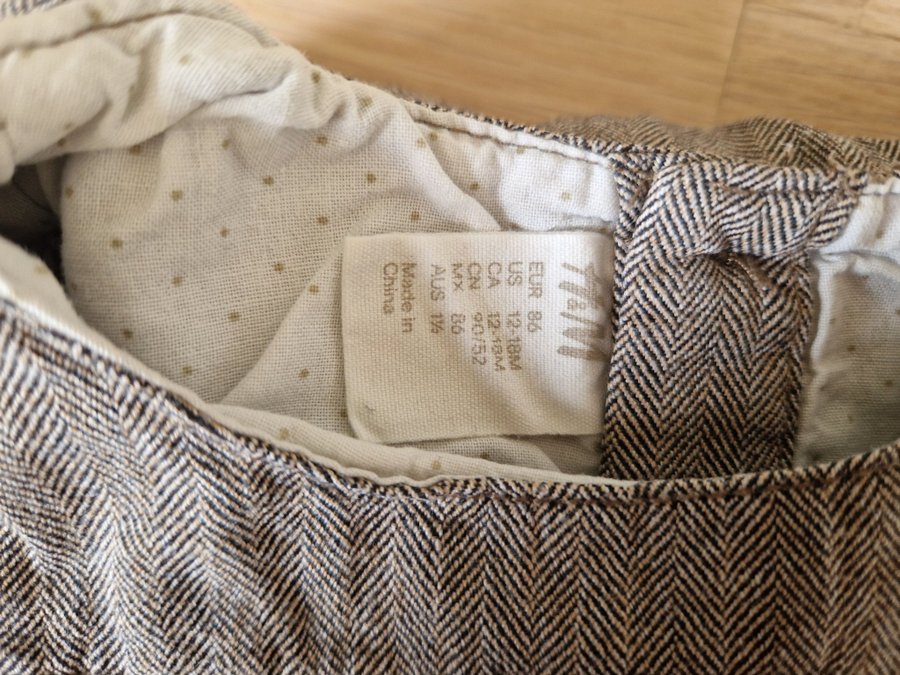 H&M
EUR 86
US 12-18M
CA 12-18M
CN 90/52
MX 86
AUS 1½
Made in
China